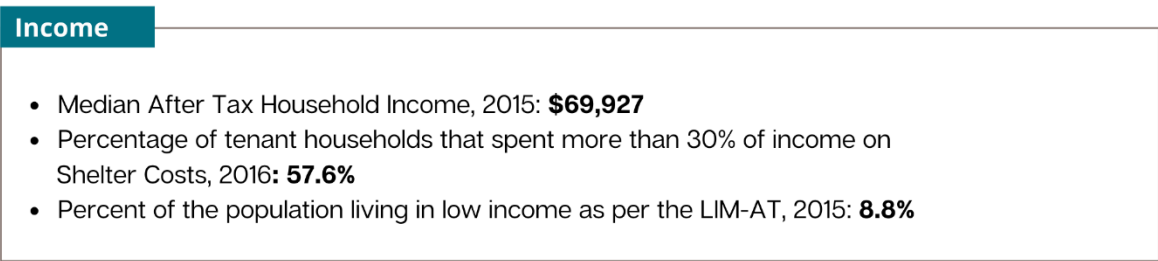 Income
• Median After Tax Household Income, 2015: $69,927
• Percentage of tenant households that spent more than 30% of income on
Shelter Costs, 2016: 57.6%
• Percent of the population living in low income as per the LIM-AT, 2015: 8.8%